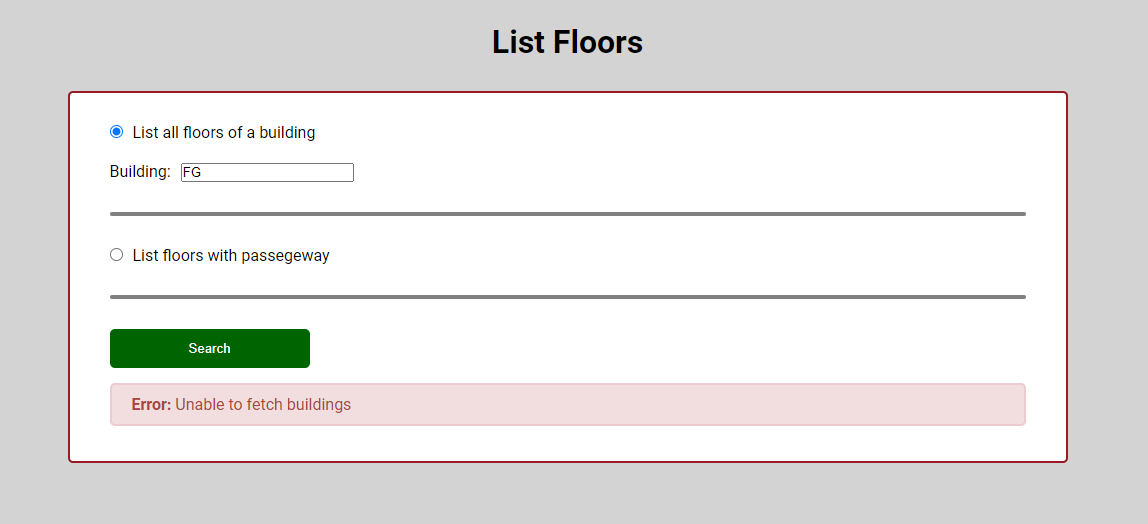 List Floors
List all floors of a building
Building: FG
List floors with passegeway
Search
Error: Unable to fetch buildings